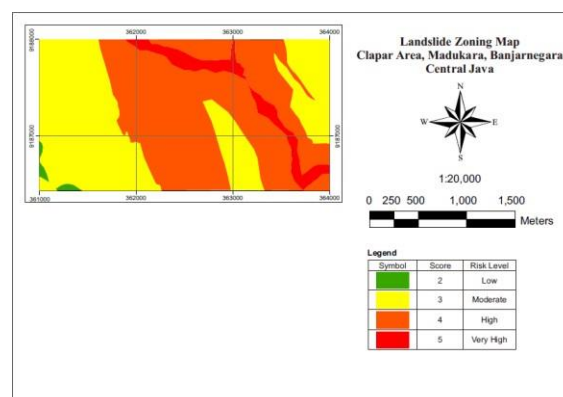 362000 363000 364000
9188000 9188000
9187000 9187000
361000 362000 363000 364000
Landslide Zoning Map
Clapar Area, Madukara, Banjarnegara
Central Java
N
W E
S
1:20,000
0 250 500 1,000 1,500
Meters
Legend
Symbol Score Risk Level
2 Low
3 Moderate
4 High
5 Very High